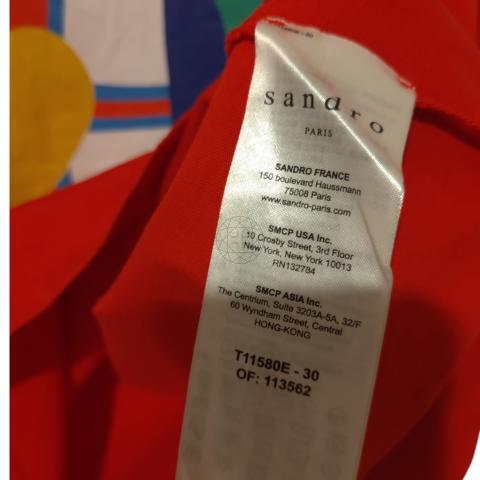 sandro
PARIS
SANDRO FRANCE
150 boulevard Haussmann
75008 Paris
www.sandro-paris.com
SMCP USA Inc.
10 Crosby Street, 3rd Floor
New York, New York 10013
RN132784
SMCP ASIA Inc.
The Centrium, Suite 3203A-5A, 32/F
60 Wyndham Street, Central
HONG-KONG
T11580E - 30
OF: 113562